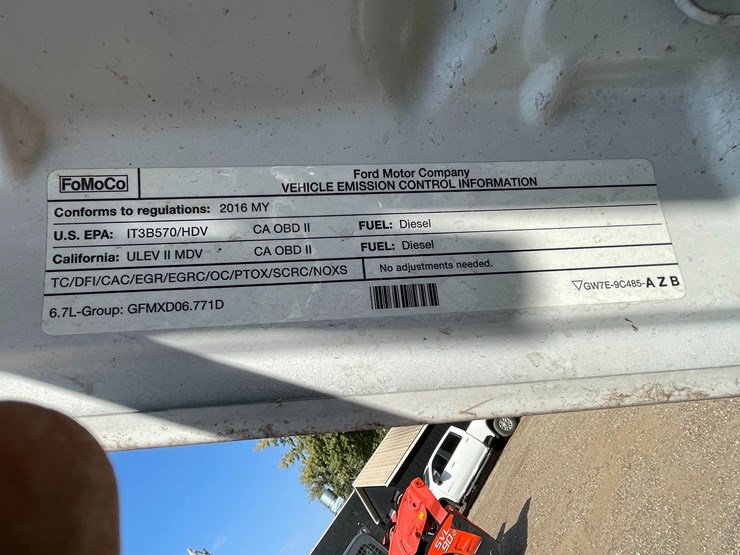 FoMoCo
Ford Motor Company
VEHICLE EMISSION CONTROL INFORMATION
Conforms to regulations: 2016 MY
U.S. EPA: IT3B570/HDV CA OBD II FUEL: Diesel
California: ULEV II MDV CA OBD II FUEL: Diesel
TC/DFI/CAC/EGR/EGRC/OC/PTOX/SCRC/NOXS No adjustments needed.
6.7L-Group: GFMXD06.771D
▽GW7E-9C485-AZB
SVL
90